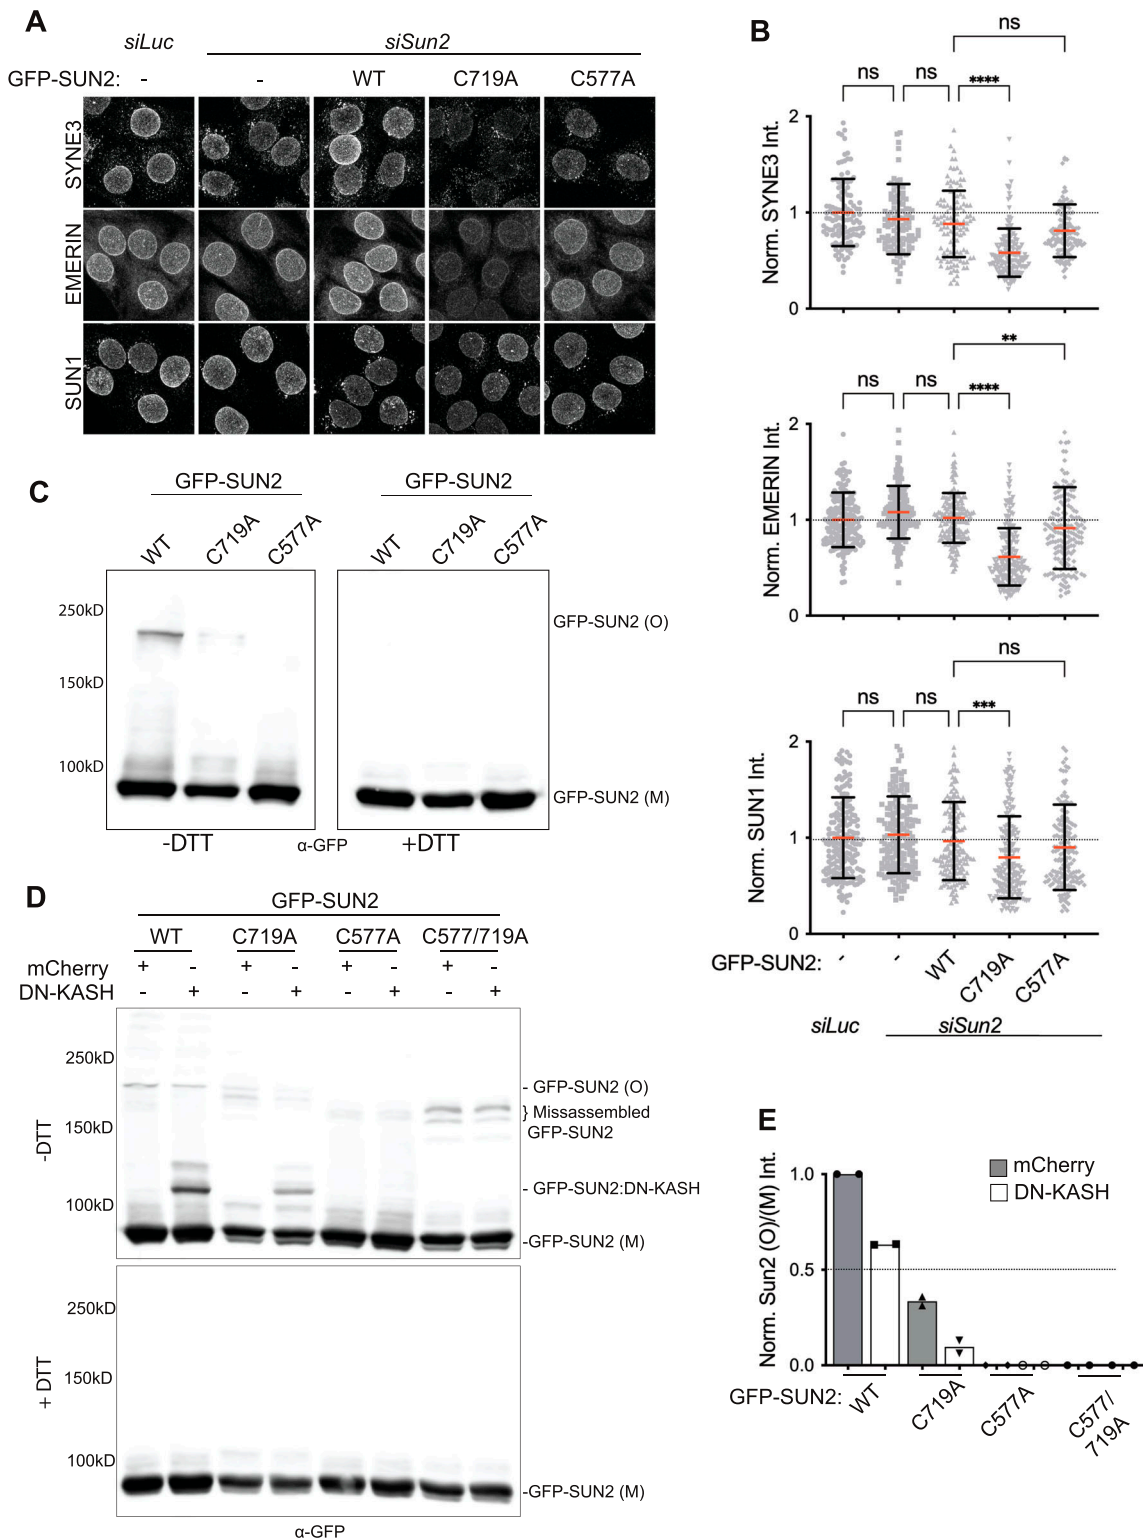 A
siLuc
siSun2
GFP-SUN2:
-
-
WT
C719A
C577A
SYNE3
EMERIN
SUN1
B
ns
ns
ns
****
2
1
0
Norm. SYNE3 Int.
**
ns
ns
****
2
1
0
Norm. EMERIN Int.
ns
ns
ns
***
2
1
0
Norm. SUN1 Int.
GFP-SUN2:
-
-
WT
C719A
C577A
siLuc
siSun2
C
GFP-SUN2
GFP-SUN2
WT
C719A
C577A
WT
C719A
C577A
250kD
150kD
100kD
GFP-SUN2 (O)
GFP-SUN2 (M)
-DTT
α-GFP
+DTT
D
GFP-SUN2
WT
C719A
C577A
C577/719A
mCherry + - + - + - + -
DN-KASH - + - + - + - +
-DTT
250kD
150kD
100kD
- GFP-SUN2 (O)
} Missassembled
GFP-SUN2
- GFP-SUN2:DN-KASH
-GFP-SUN2 (M)
+ DTT
250kD
150kD
100kD
-GFP-SUN2 (M)
α-GFP
E
mCherry
DN-KASH
1.0
0.5
0.0
Norm. Sun2 (O)/(M) Int.
GFP-SUN2:
WT
C719A
C577A
C577/
719A